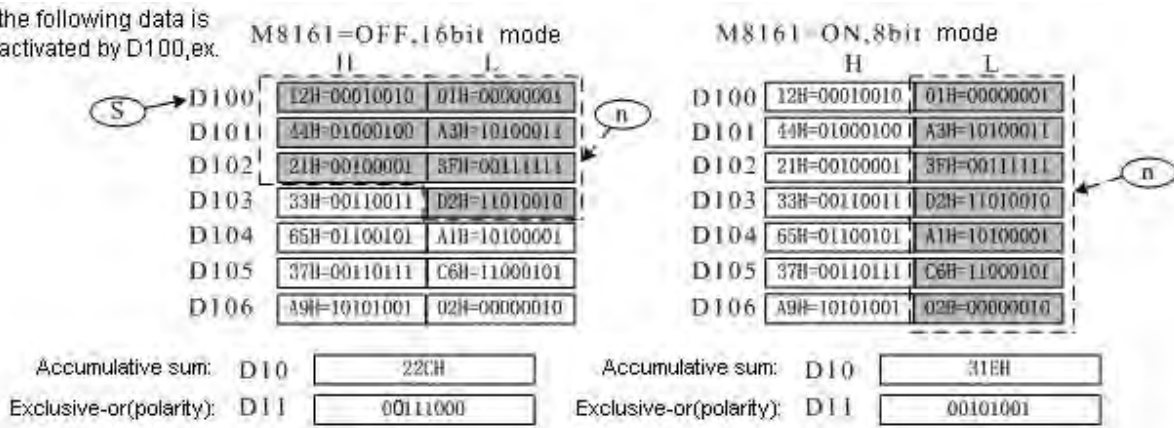 the following data is
activated by D100,ex.
M8161=OFF,16bit mode
H L
S D100 12H=00010010 01H=00000001
D101 44H=01000100 A3H=10100011 n
D102 21H=00100001 3FH=00111111
D103 33H=00110011 D2H=11010010
D104 65H=01100101 A1H=10100001
D105 37H=00110111 C6H=11000101
D106 A9H=10101001 02H=00000010
Accumulative sum: D10 22CH
Exclusive-or(polarity): D11 00111000
M8161=ON,8bit mode
H L
D100 12H=00010010 01H=00000001
D101 44H=01000100 A3H=10100011
D102 21H=00100001 3FH=00111111 n
D103 33H=00110011 D2H=11010010
D104 65H=01100101 A1H=10100001
D105 37H=00110111 C6H=11000101
D106 A9H=10101001 02H=00000010
Accumulative sum: D10 31EH
Exclusive-or(polarity): D11 00101001